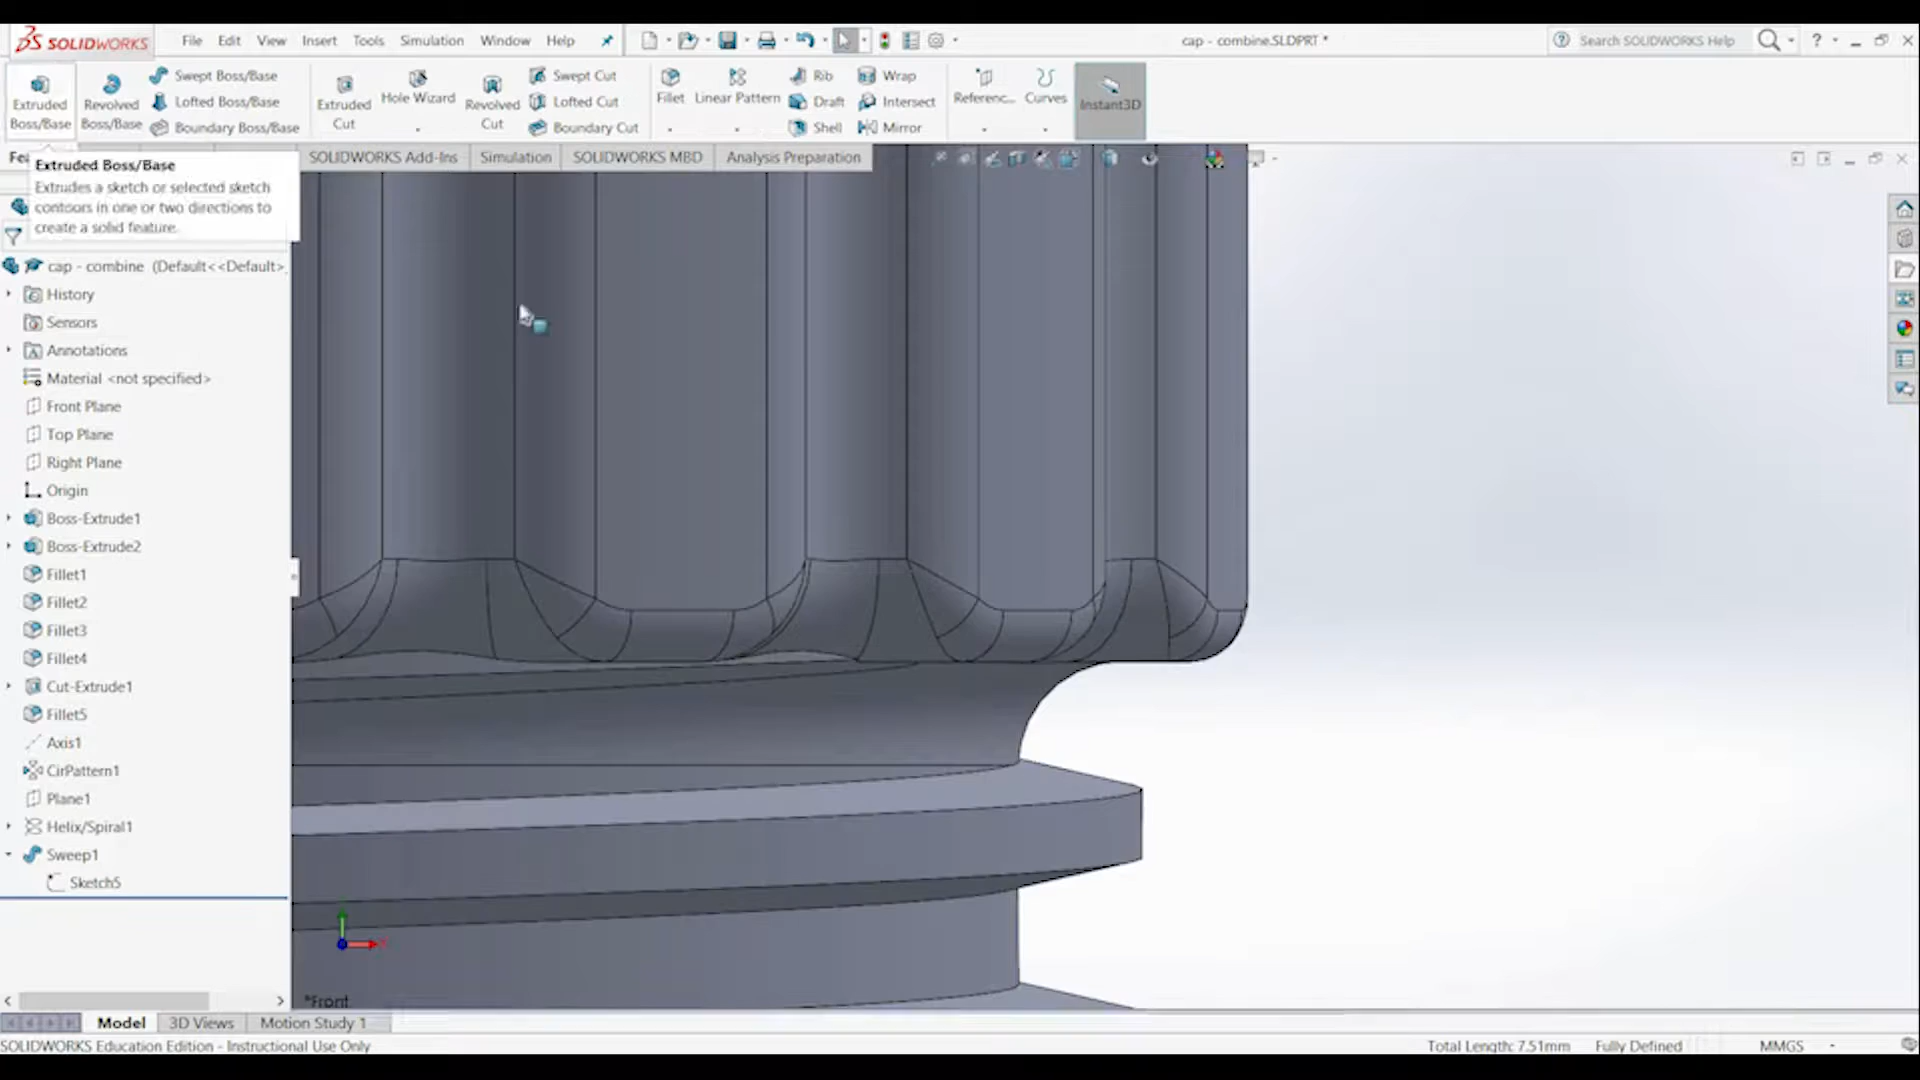 SOLIDWORKS
File Edit View Insert Tools Simulation Window Help
cap - combine.SLDPRT *
Search SOLIDWORKS Help
Extruded Boss/Base
Revolved Boss/Base
Swept Boss/Base
Lofted Boss/Base
Boundary Boss/Base
Extruded Cut
Hole Wizard
Revolved Cut
Swept Cut
Lofted Cut
Boundary Cut
Fillet
Linear Pattern
Rib
Draft
Shell
Wrap
Intersect
Mirror
Referenc...
Curves
Instant3D
SOLIDWORKS Add-Ins
Simulation
SOLIDWORKS MBD
Analysis Preparation
Extruded Boss/Base
Extrudes a sketch or selected sketch
contours in one or two directions to
create a solid feature.
cap - combine (Default<<Default>
History
Sensors
Annotations
Material <not specified>
Front Plane
Top Plane
Right Plane
Origin
Boss-Extrude1
Boss-Extrude2
Fillet1
Fillet2
Fillet3
Fillet4
Cut-Extrude1
Fillet5
Axis1
CirPattern1
Plane1
Helix/Spiral1
Sweep1
Sketch5
*Front
Model 3D Views Motion Study 1
SOLIDWORKS Education Edition - Instructional Use Only
Total Length: 7.51mm Fully Defined MMGS